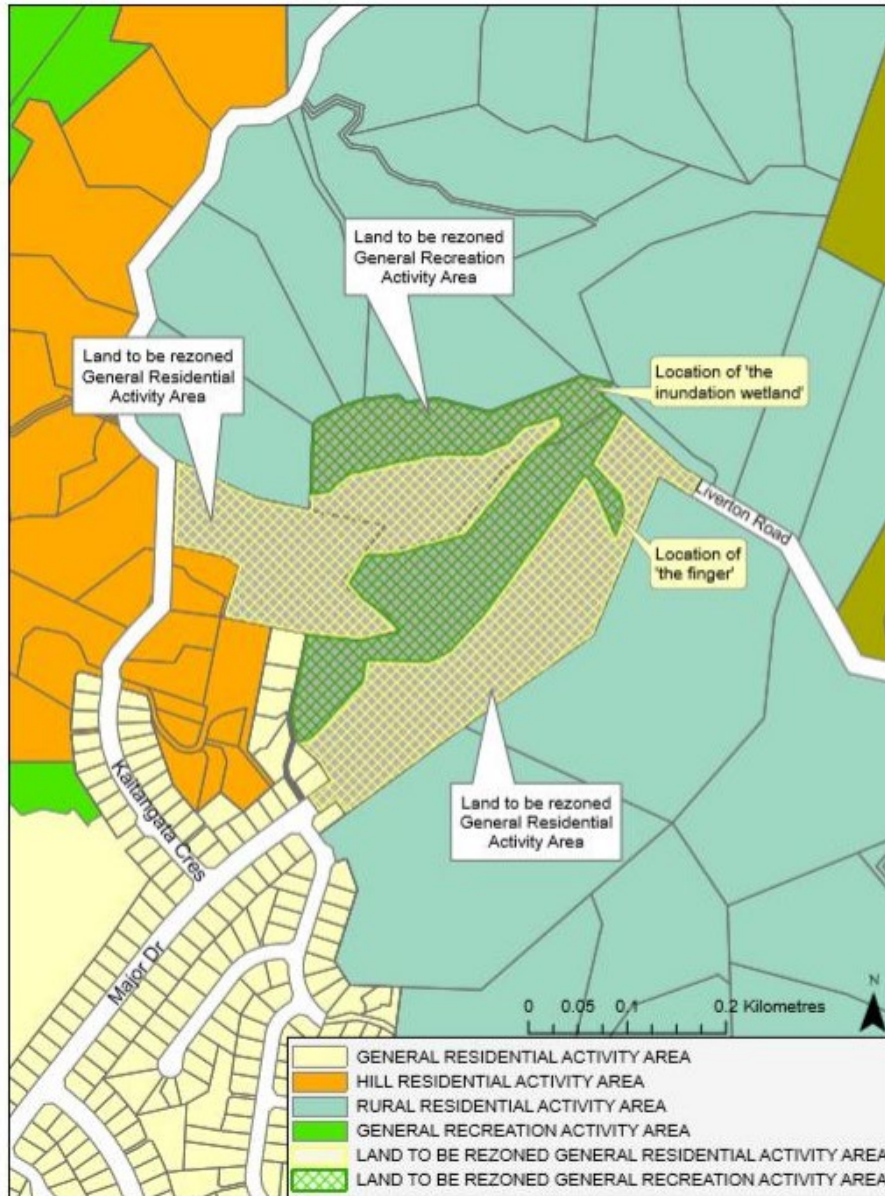 Land to be rezoned
General Recreation
Activity Area
Land to be rezoned
General Residential
Activity Area
Location of 'the
inundation wetland'
Liverton Road
Location of
'the finger'
Land to be rezoned
General Residential
Activity Area
Kaitangata Cres
Major Dr
N
0 0.05 0.1 0.2 Kilometres
GENERAL RESIDENTIAL ACTIVITY AREA
HILL RESIDENTIAL ACTIVITY AREA
RURAL RESIDENTIAL ACTIVITY AREA
GENERAL RECREATION ACTIVITY AREA
LAND TO BE REZONED GENERAL RESIDENTIAL ACTIVITY AREA
LAND TO BE REZONED GENERAL RECREATION ACTIVITY AREA